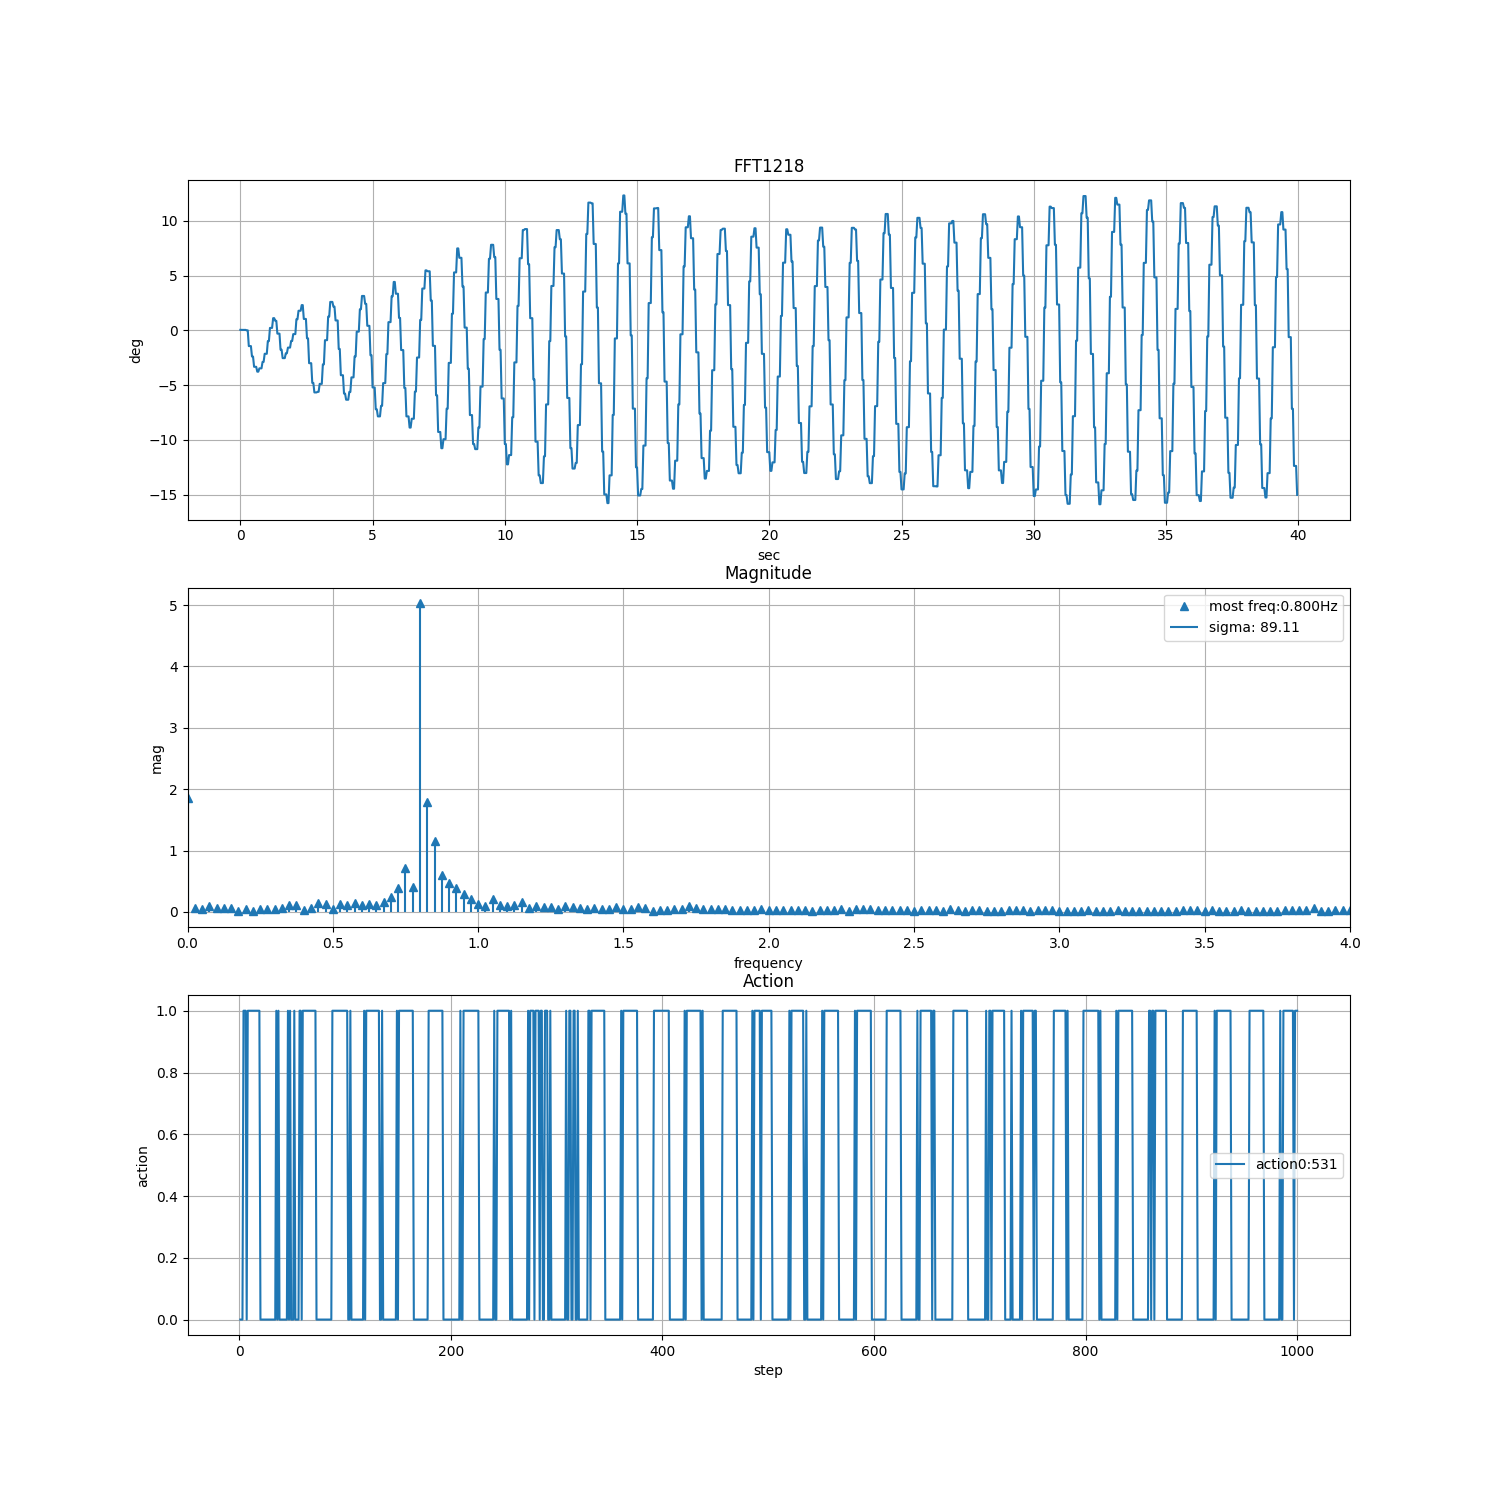 FFT1218
10
5
0
−5
−10
−15
deg
0 5 10 15 20 25 30 35 40
sec
Magnitude
5
4
3
2
1
0
mag
most freq:0.800Hz
sigma: 89.11
0.0 0.5 1.0 1.5 2.0 2.5 3.0 3.5 4.0
frequency
Action
1.0
0.8
0.6
0.4
0.2
0.0
action
action0:531
0 200 400 600 800 1000
step